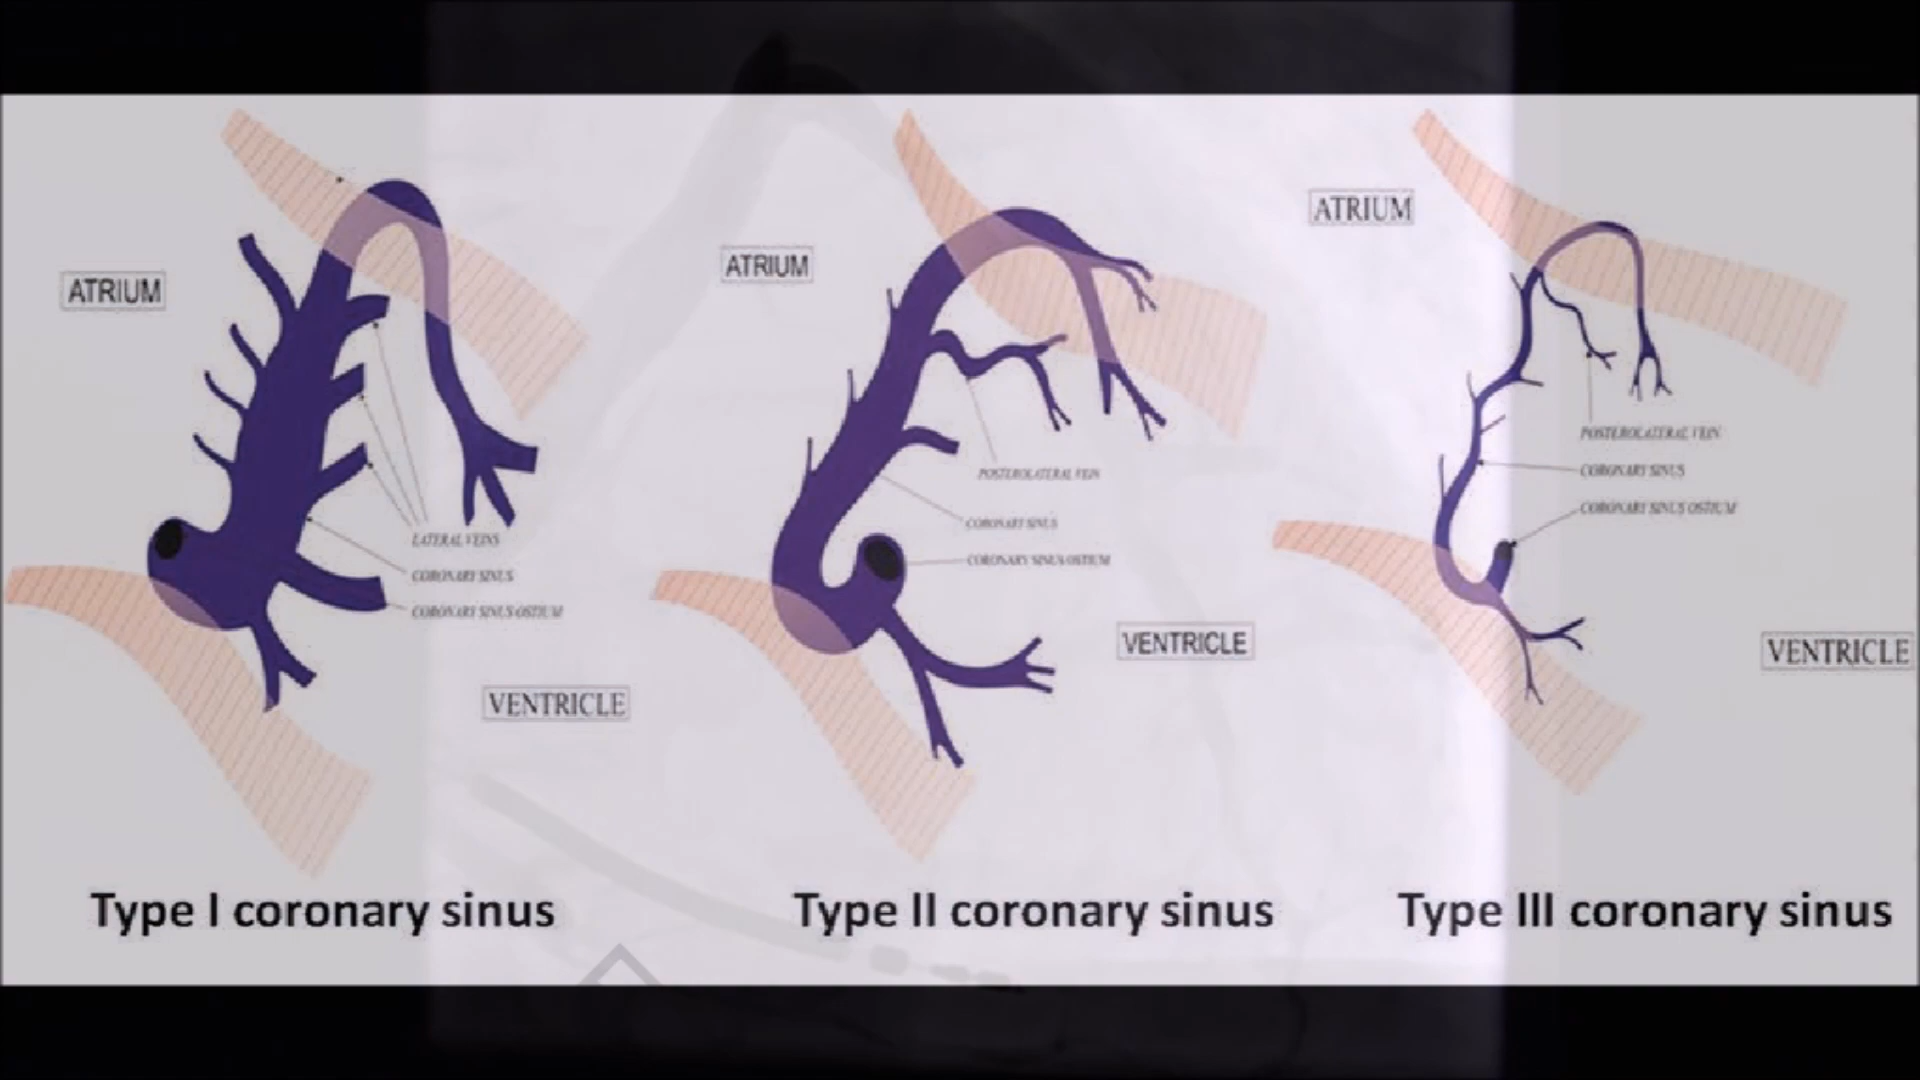 ATRIUM
LATERAL VEINS
CORONARY SINUS
CORONARY SINUS OSTIUM
VENTRICLE
Type I coronary sinus
ATRIUM
POSTEROLATERAL VEIN
CORONARY SINUS
CORONARY SINUS OSTIUM
VENTRICLE
Type II coronary sinus
ATRIUM
POSTEROLATERAL VEIN
CORONARY SINUS
CORONARY SINUS OSTIUM
VENTRICLE
Type III coronary sinus